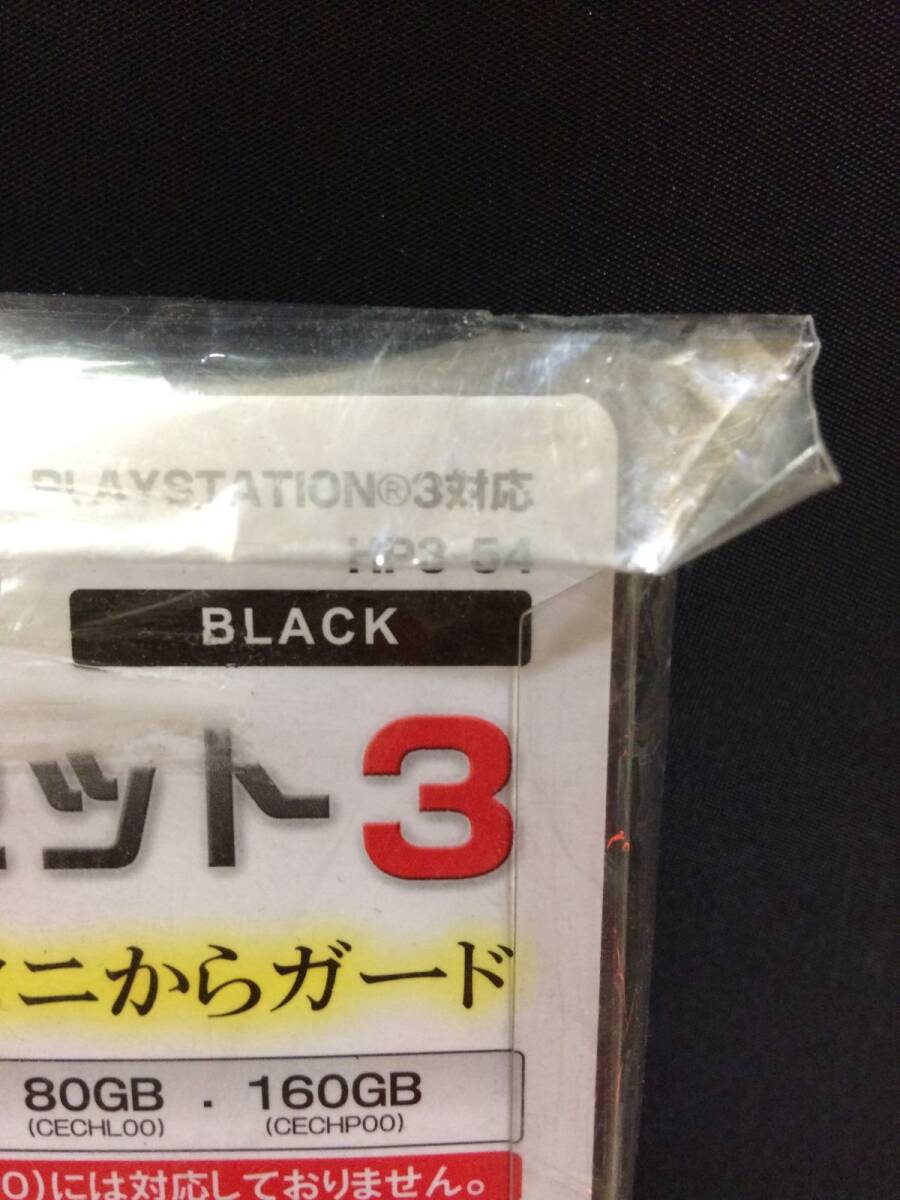 PLAYSTATION®3対応
HP3-54
BLACK
ット3
ニからガード
80GB . 160GB
(CECHL00) (CECHP00)
0)には対応しておりません。